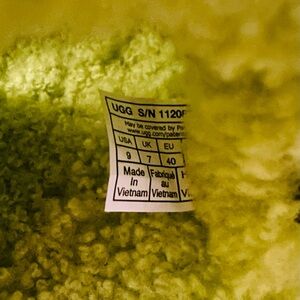 UGG S/N 1120
May be covered by
www.ugg.com/patents
USA UK EU
9 7 40
Made Fabriqué H
In au
Vietnam Vietnam V